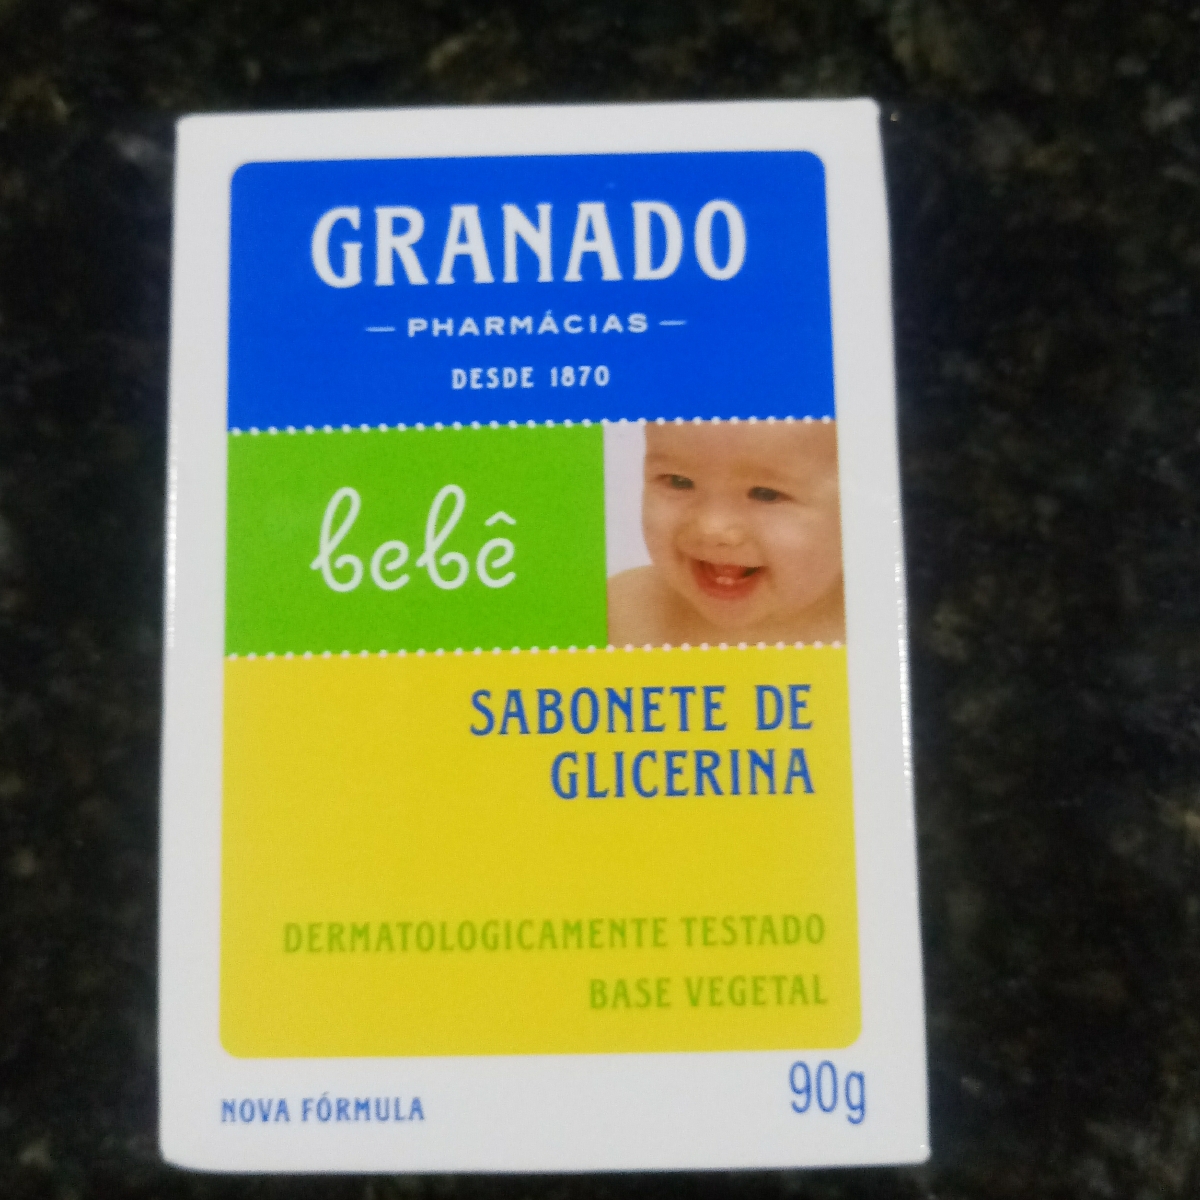 GRANADO
PHARMÁCIAS
DESDE 1870
bebê
SABONETE DE
GLICERINA
DERMATOLOGICAMENTE TESTADO
BASE VEGETAL
NOVA FÓRMULA
90g